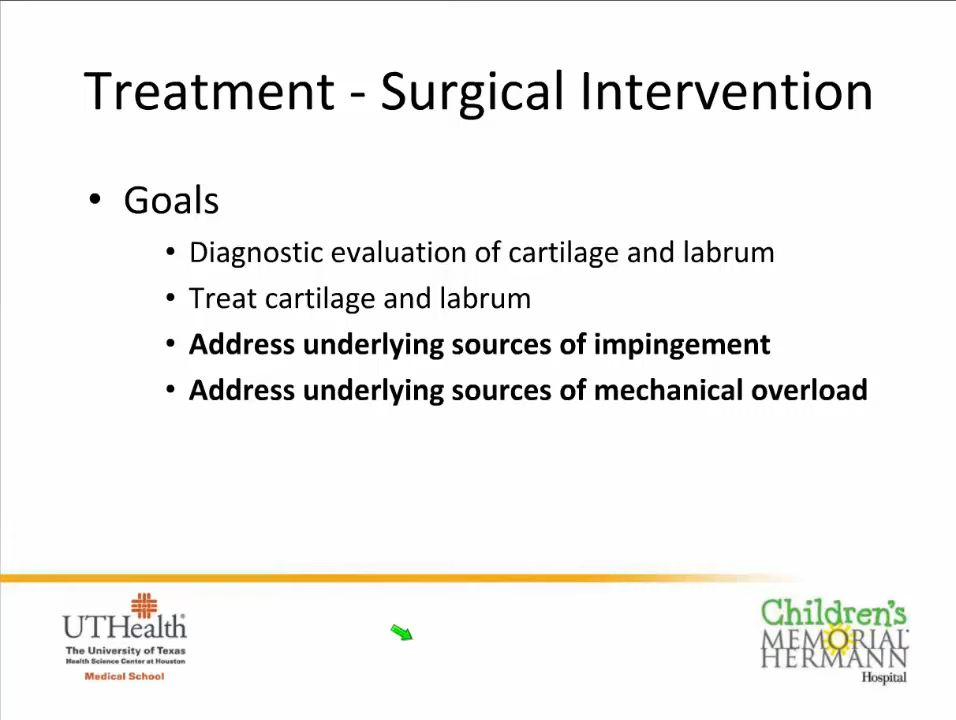 Treatment - Surgical Intervention
• Goals
• Diagnostic evaluation of cartilage and labrum
• Treat cartilage and labrum
• Address underlying sources of impingement
• Address underlying sources of mechanical overload
UTHealth
The University of Texas
Health Science Center at Houston
Medical School
Children's
MEMORIAL
HERMANN
Hospital